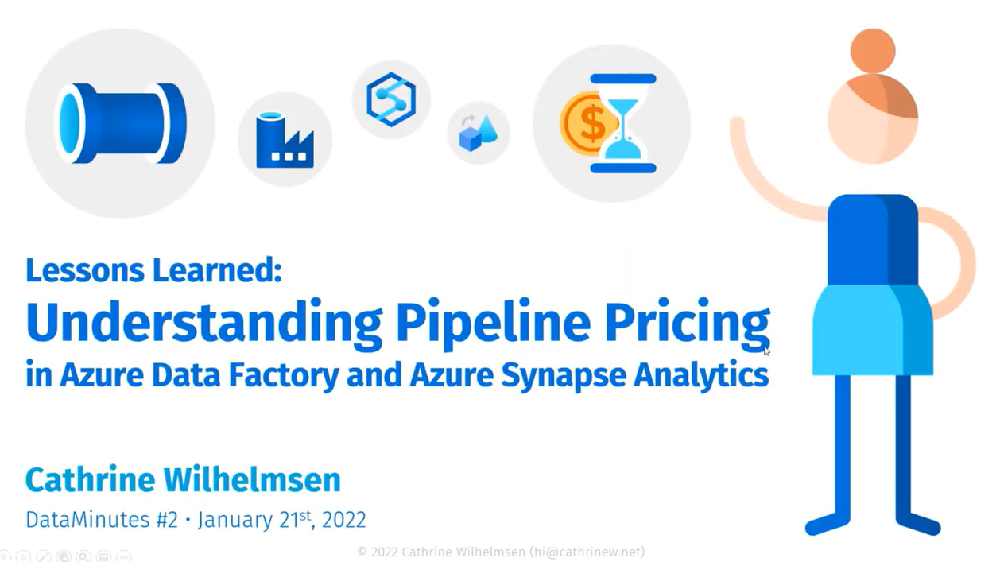 Lessons Learned:
Understanding Pipeline Pricing
in Azure Data Factory and Azure Synapse Analytics
Cathrine Wilhelmsen
DataMinutes #2 • January 21st, 2022
© 2022 Cathrine Wilhelmsen (hi@cathrinew.net)